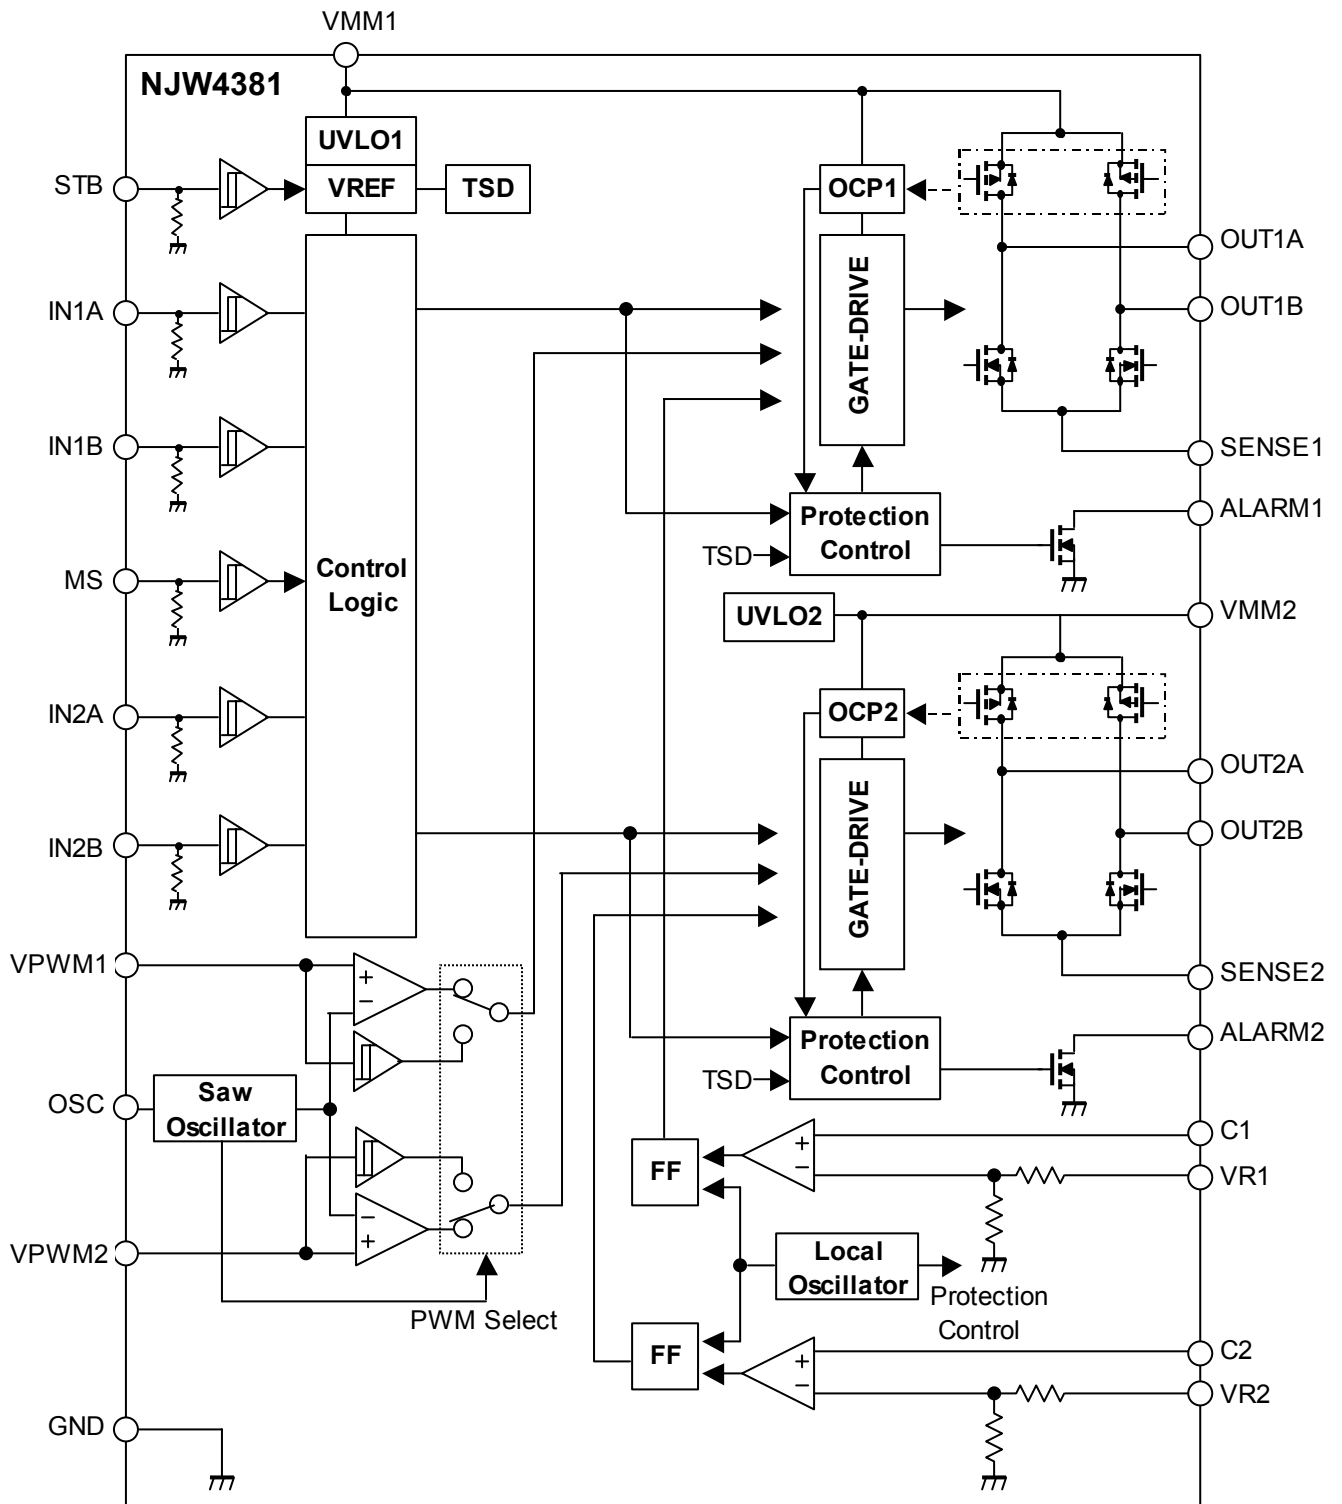 VMM1
NJW4381
UVLO1
STB
VREF
TSD
OCP1
OUT1A
IN1A
OUT1B
GATE-DRIVE
IN1B
SENSE1
ALARM1
Protection
Control
TSD
MS
Control
Logic
UVLO2
VMM2
IN2A
OCP2
OUT2A
IN2B
OUT2B
GATE-DRIVE
VPWM1
+
−
SENSE2
ALARM2
Protection
Control
TSD
OSC
Saw
Oscillator
C1
FF
+
−
VR1
−
+
VPWM2
Local
Oscillator
PWM Select
Protection
Control
FF
+
−
C2
VR2
GND